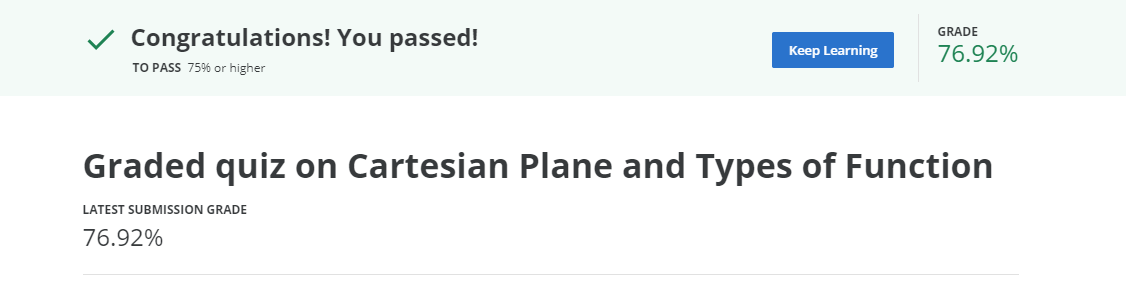 Congratulations! You passed!
TO PASS 75% or higher
Keep Learning
GRADE
76.92%
Graded quiz on Cartesian Plane and Types of Function
LATEST SUBMISSION GRADE
76.92%